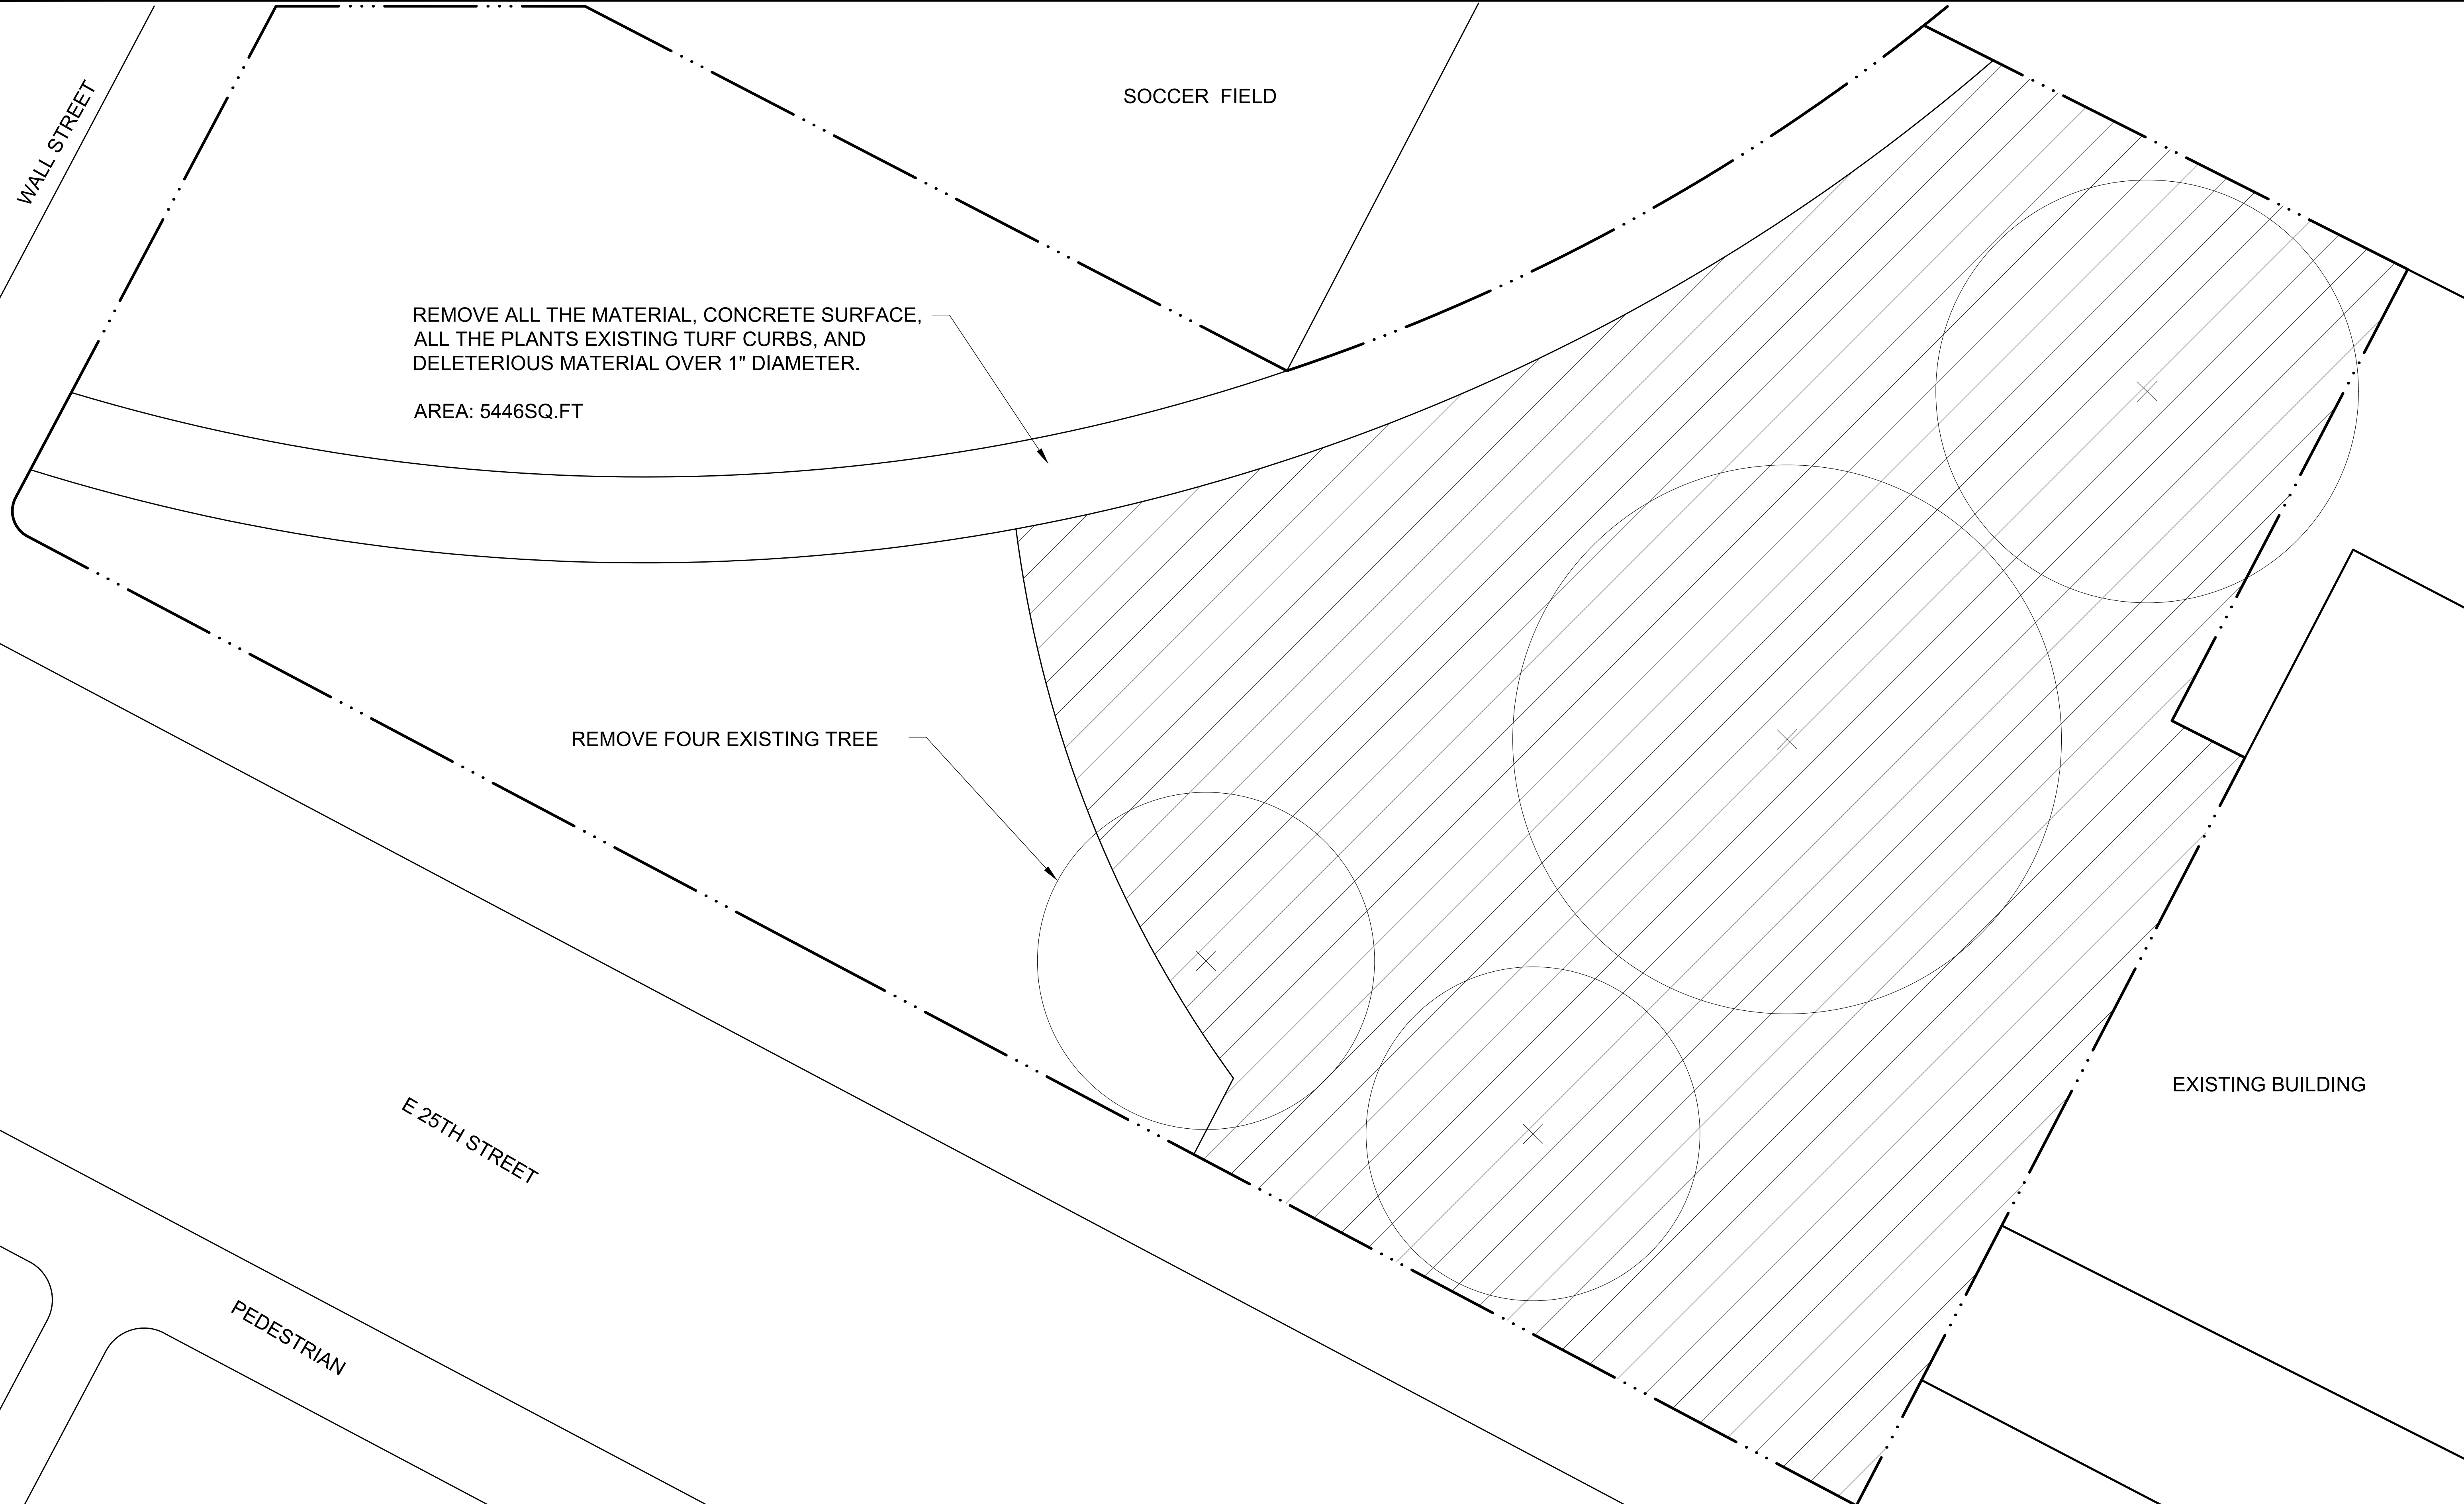 WALL STREET
SOCCER FIELD
REMOVE ALL THE MATERIAL, CONCRETE SURFACE,
ALL THE PLANTS EXISTING TURF CURBS, AND
DELETERIOUS MATERIAL OVER 1" DIAMETER.
AREA: 5446SQ.FT
REMOVE FOUR EXISTING TREE
EXISTING BUILDING
E 25TH STREET
PEDESTRIAN